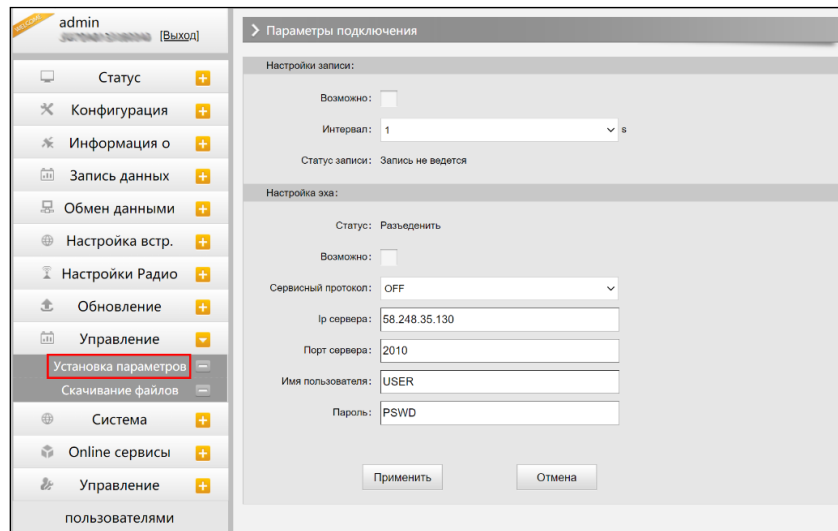 WELCOME
admin
[Выход]
Статус
Конфигурация
Информация о
Запись данных
Обмен данными
Настройка встр.
Настройки Радио
Обновление
Управление
Установка параметров
Скачивание файлов
Система
Online сервисы
Управление
пользователями
Параметры подключения
Настройки записи:
Возможно:
Интервал: 1 s
Статус записи: Запись не ведется
Настройка эха:
Статус: Разъеденить
Возможно:
Сервисный протокол: OFF
Ip сервера: 58.248.35.130
Порт сервера: 2010
Имя пользователя: USER
Пароль: PSWD
Применить Отмена